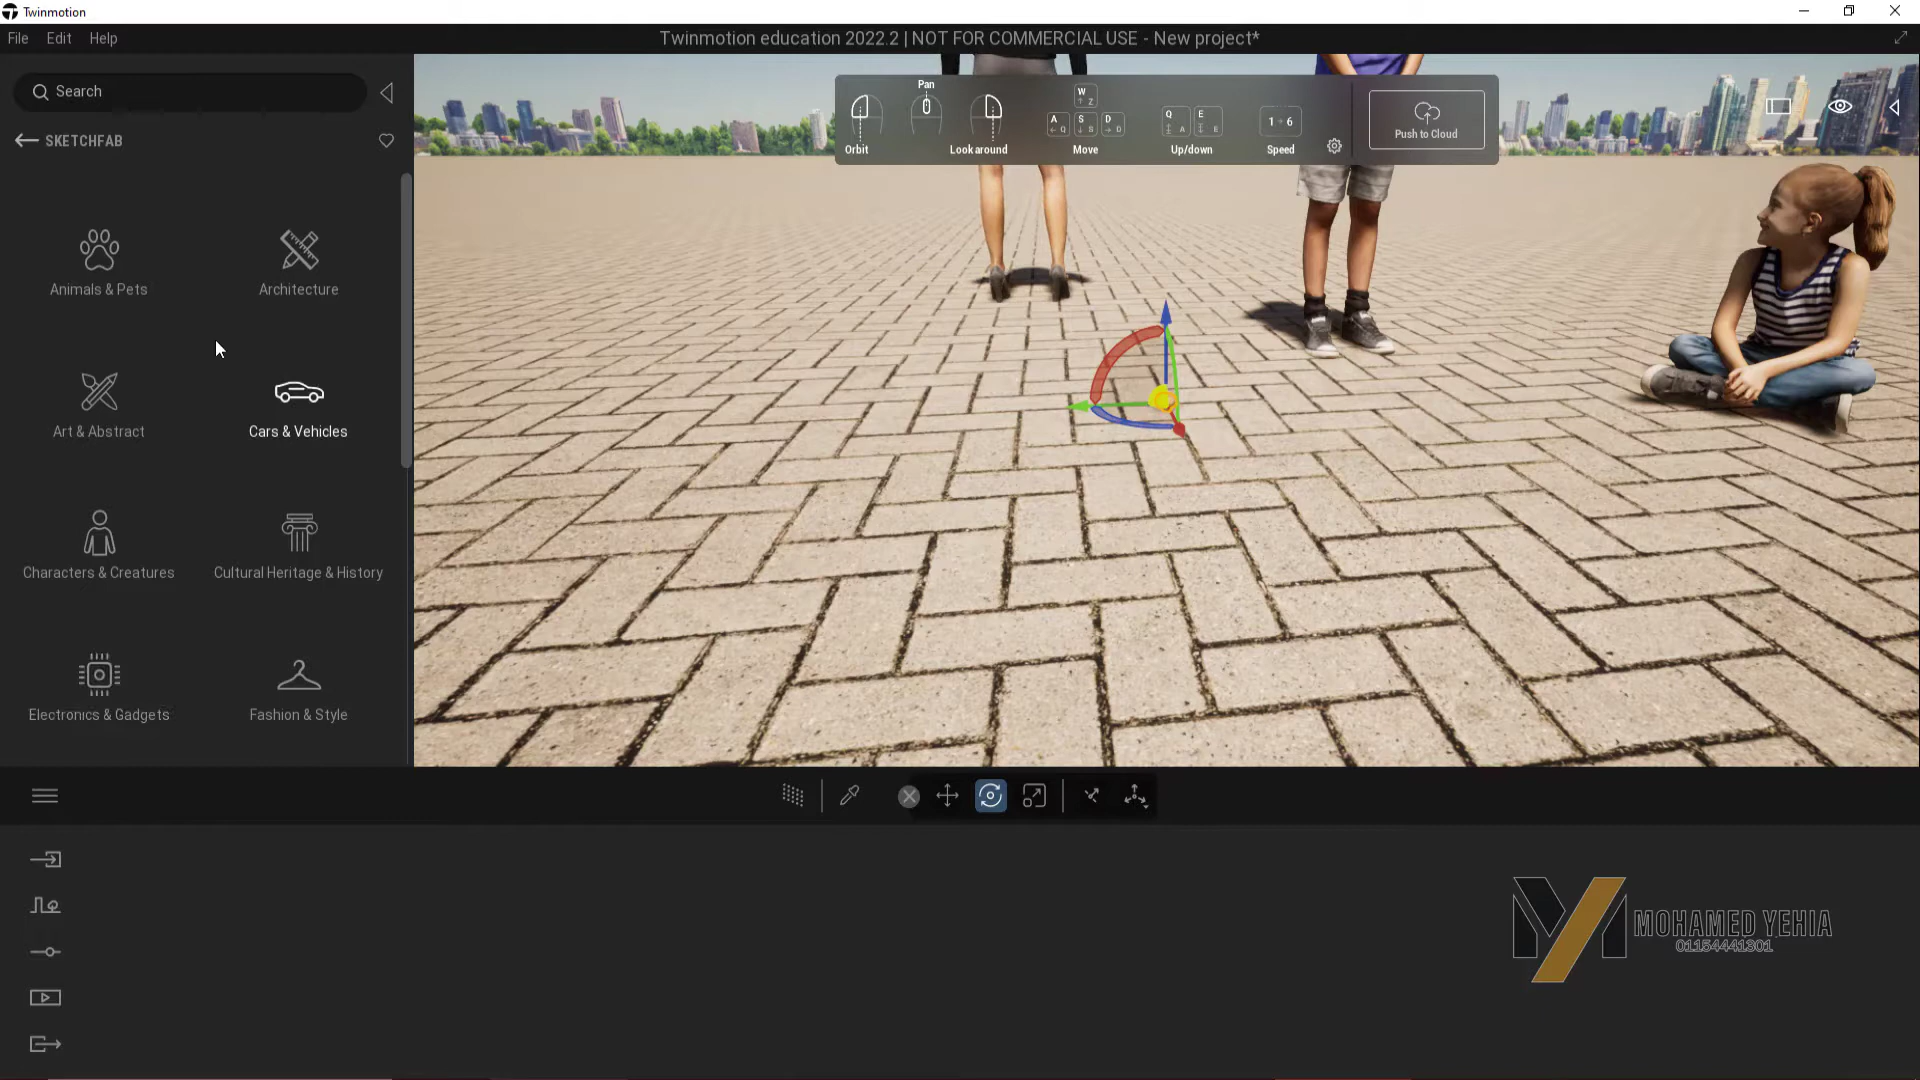 Twinmotion
File Edit Help
Twinmotion education 2022.2 | NOT FOR COMMERCIAL USE - New project*
Search
SKETCHFAB
Animals & Pets
Architecture
Art & Abstract
Cars & Vehicles
Characters & Creatures
Cultural Heritage & History
Electronics & Gadgets
Fashion & Style
Pan
Orbit
Look around
W
Z
A
Q
S
S
D
D
Move
Q
A
E
E
Up/down
1 - 6
Speed
Push to Cloud
MOHAMED YEHIA
01154441301